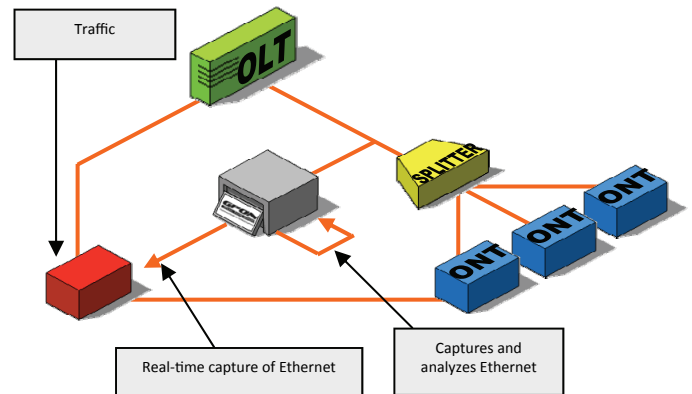 Traffic
OLT
SPLITTER
ONT
ONT
ONT
Real-time capture of Ethernet
Captures and
analyzes Ethernet